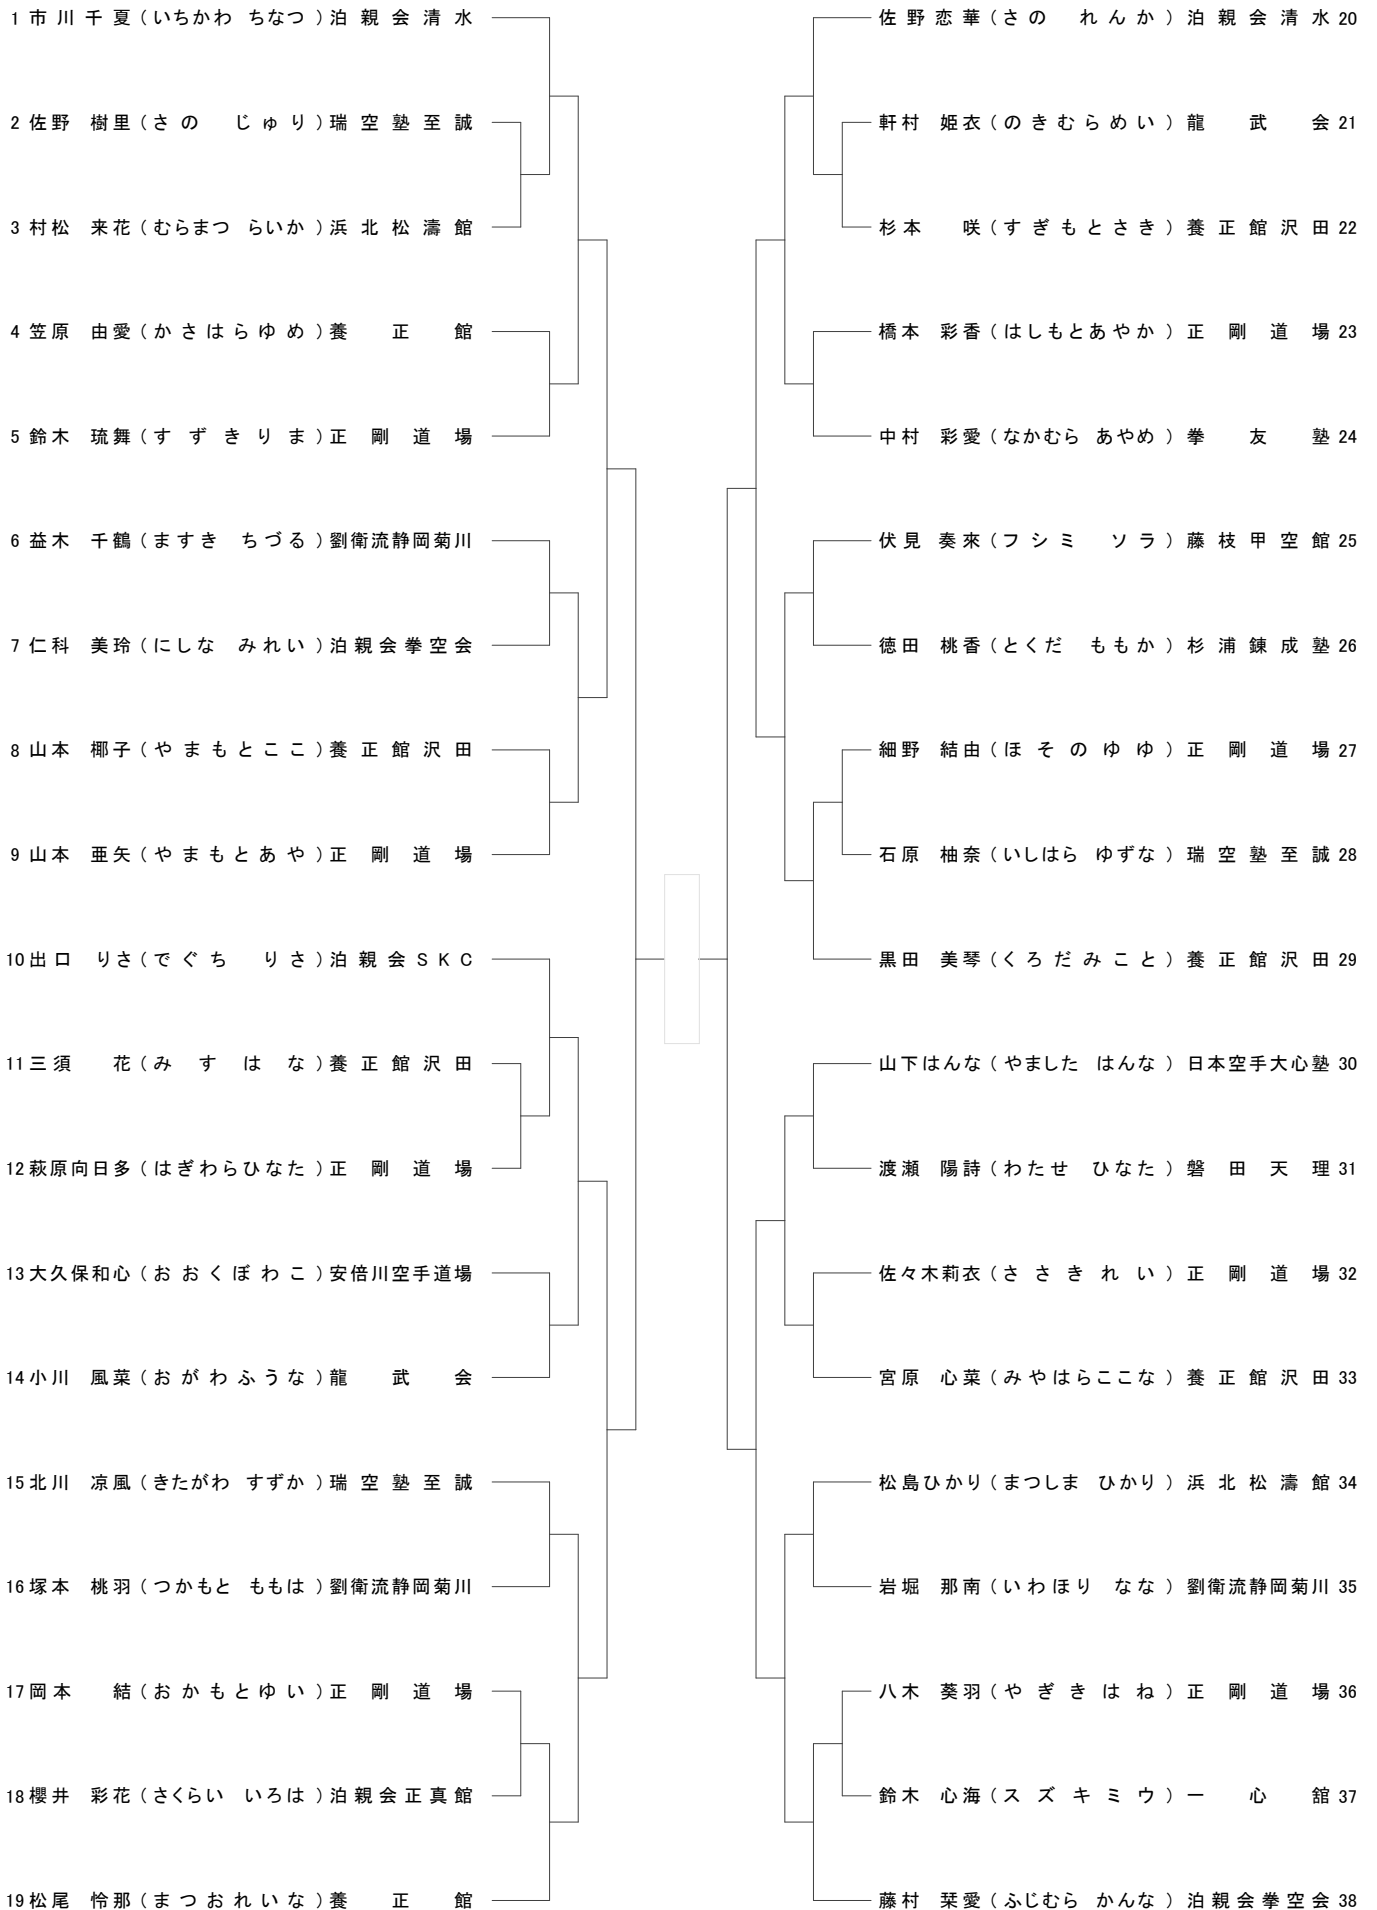 1 市川千夏(いちかわ ちなつ)泊親会清水
2 佐野 樹里(さの じゅり)瑞空塾至誠
3 村松 来花(むらまつ らいか)浜北松濤館
4 笠原 由愛(かさはらゆめ)養正館
5 鈴木 琉舞(すずきりま)正剛道場
6 益木 千鶴(ますき ちづる)劉衛流静岡菊川
7 仁科 美玲(にしな みれい)泊親会拳空会
8 山本 椰子(やまもとここ)養正館沢田
9 山本 亜矢(やまもとあや)正剛道場
10 出口 りさ(でぐち りさ)泊親会SKC
11 三須 花(みすはな)養正館沢田
12 萩原向日多(はぎわらひなた)正剛道場
13 大久保和心(おおくぼわこ)安倍川空手道場
14 小川 風菜(おがわふうな)龍武会
15 北川 凉風(きたがわ すずか)瑞空塾至誠
16 塚本 桃羽(つかもと ももは)劉衛流静岡菊川
17 岡本 結(おかもとゆい)正剛道場
18 櫻井 彩花(さくらい いろは)泊親会正真館
19 松尾 怜那(まつおれいな)養正館
佐野恋華(さの れんか)泊親会清水 20
軒村 姫衣(のきむらめい)龍武会 21
杉本 咲(すぎもとさき)養正館沢田 22
橋本 彩香(はしもとあやか)正剛道場 23
中村 彩愛(なかむら あやめ)拳友塾 24
伏見 奏來(フシミ ソラ)藤枝甲空館 25
徳田 桃香(とくだ ももか)杉浦錬成塾 26
細野 結由(ほそのゆゆ)正剛道場 27
石原 柚奈(いしはら ゆずな)瑞空塾至誠 28
黒田 美琴(くろだみこと)養正館沢田 29
山下はんな(やました はんな)日本空手大心塾 30
渡瀬 陽詩(わたせ ひなた)磐田天理 31
佐々木莉衣(ささきれい)正剛道場 32
宮原 心菜(みやはらここな)養正館沢田 33
松島ひかり(まつしま ひかり)浜北松濤館 34
岩堀 那南(いわほり なな)劉衛流静岡菊川 35
八木 葵羽(やぎきはね)正剛道場 36
鈴木 心海(スズキミウ)一心舘 37
藤村 栞愛(ふじむら かんな)泊親会拳空会 38